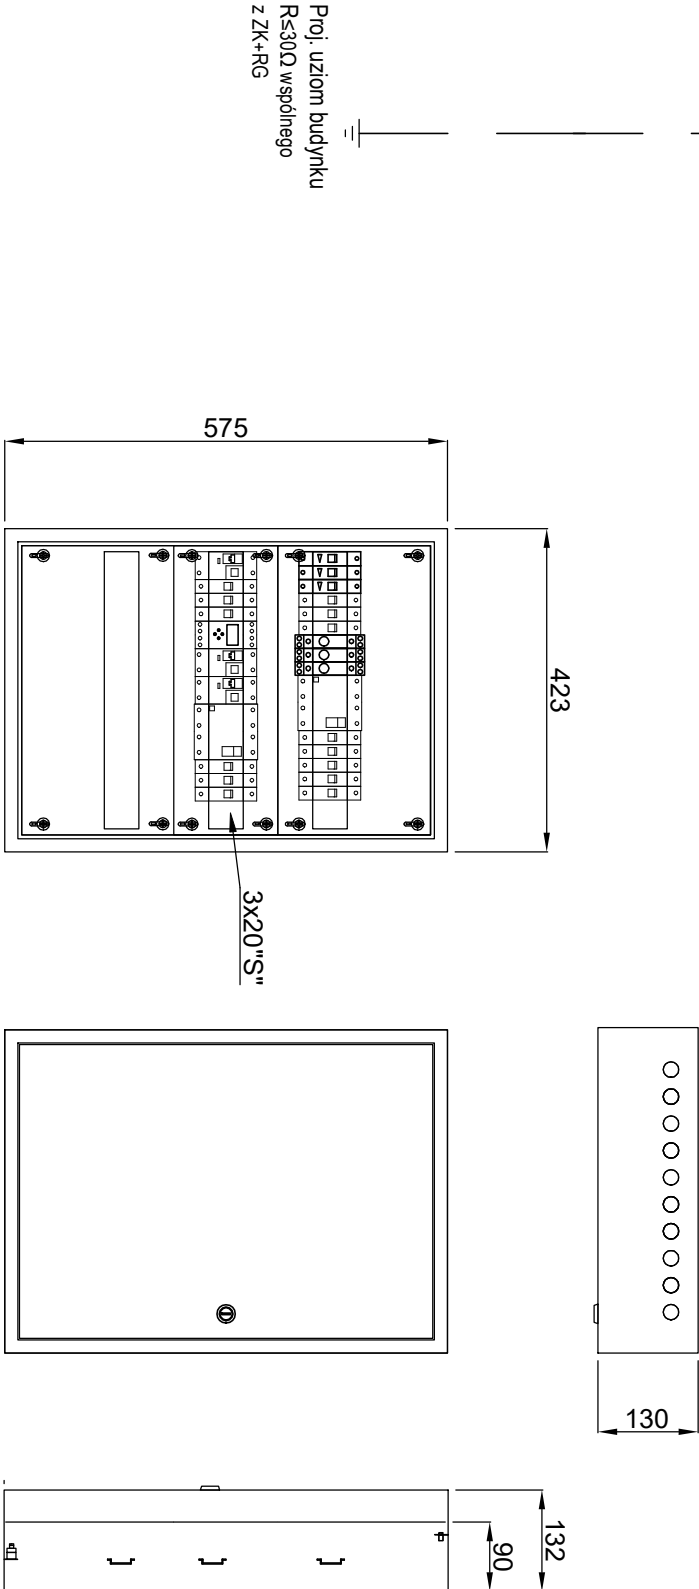 Proj. uziom budynku
R≤30Ω wspólnego
z ZK+RG
575
423
3x20"S"
130
132
90